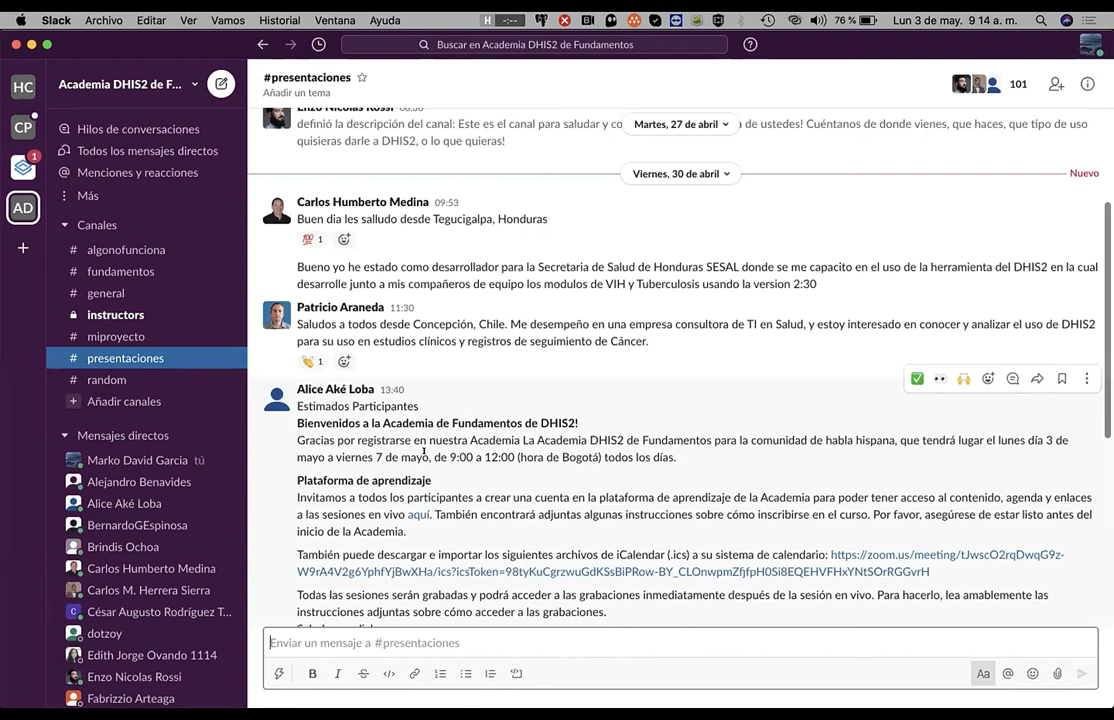 Slack Archivo Editar Ver Vamos Historial Ventana Ayuda H -:-- 76 % Lun 3 de may. 9 14 a. m.
Buscar en Academia DHIS2 de Fundamentos
HC
CP
1
AD
Academia DHIS2 de F...
Hilos de conversaciones
Todos los mensajes directos
Menciones y reacciones
Más
Canales
# algonofunciona
# fundamentos
# general
instructors
# miproyecto
# presentaciones
# random
+ Añadir canales
Mensajes directos
Marko David Garcia tú
Alejandro Benavides
Alice Aké Loba
BernardoGEspinosa
Brindis Ochoa
Carlos Humberto Medina
Carlos M. Herrera Sierra
César Augusto Rodríguez T...
dotzoy
Edith Jorge Ovando 1114
Enzo Nicolas Rossi
Fabrizzio Arteaga
#presentaciones
Añadir un tema
101
Enzo Nicolas Rossi 08:38
definió la descripción del canal: Este es el canal para saludar y co
Martes, 27 de abril
de ustedes! Cuéntanos de donde vienes, que haces, que tipo de uso
quisieras darle a DHIS2, o lo que quieras!
Viernes, 30 de abril
Nuevo
Carlos Humberto Medina 09:53
Buen dia les salludo desde Tegucigalpa, Honduras
💯 1
Bueno yo he estado como desarrollador para la Secretaria de Salud de Honduras SESAL donde se me capacito en el uso de la herramienta del DHIS2 en la cual
desarrolle junto a mis compañeros de equipo los modulos de VIH y Tuberculosis usando la version 2:30
Patricio Araneda 11:30
Saludos a todos desde Concepción, Chile. Me desempeño en una empresa consultora de TI en Salud, y estoy interesado en conocer y analizar el uso de DHIS2
para su uso en estudios clínicos y registros de seguimiento de Cáncer.
👏 1
Alice Aké Loba 13:40
Estimados Participantes
Bienvenidos a la Academia de Fundamentos de DHIS2!
Gracias por registrarse en nuestra Academia La Academia DHIS2 de Fundamentos para la comunidad de habla hispana, que tendrá lugar el lunes día 3 de
mayo a viernes 7 de mayo, de 9:00 a 12:00 (hora de Bogotá) todos los días.
Plataforma de aprendizaje
Invitamos a todos los participantes a crear una cuenta en la plataforma de aprendizaje de la Academia para poder tener acceso al contenido, agenda y enlaces
a las sesiones en vivo aquí. También encontrará adjuntas algunas instrucciones sobre cómo inscribirse en el curso. Por favor, asegúrese de estar listo antes del
inicio de la Academia.
También puede descargar e importar los siguientes archivos de iCalendar (.ics) a su sistema de calendario: https://zoom.us/meeting/tJwscO2rqDwqG9z-
W9rA4V2g6YphfYjBwXHa/ics?icsToken=98tyKuCgrzwuGdKSsBiPRow-BY_CLOnwpmZfjfpH0Si8EQEHVFHxYNtSOrRGGvrH
Todas las sesiones serán grabadas y podrá acceder a las grabaciones inmediatamente después de la sesión en vivo. Para hacerlo, lea amablemente las
instrucciones adjuntas sobre cómo acceder a las grabaciones.
Enviar un mensaje a #presentaciones
B I S Aa @